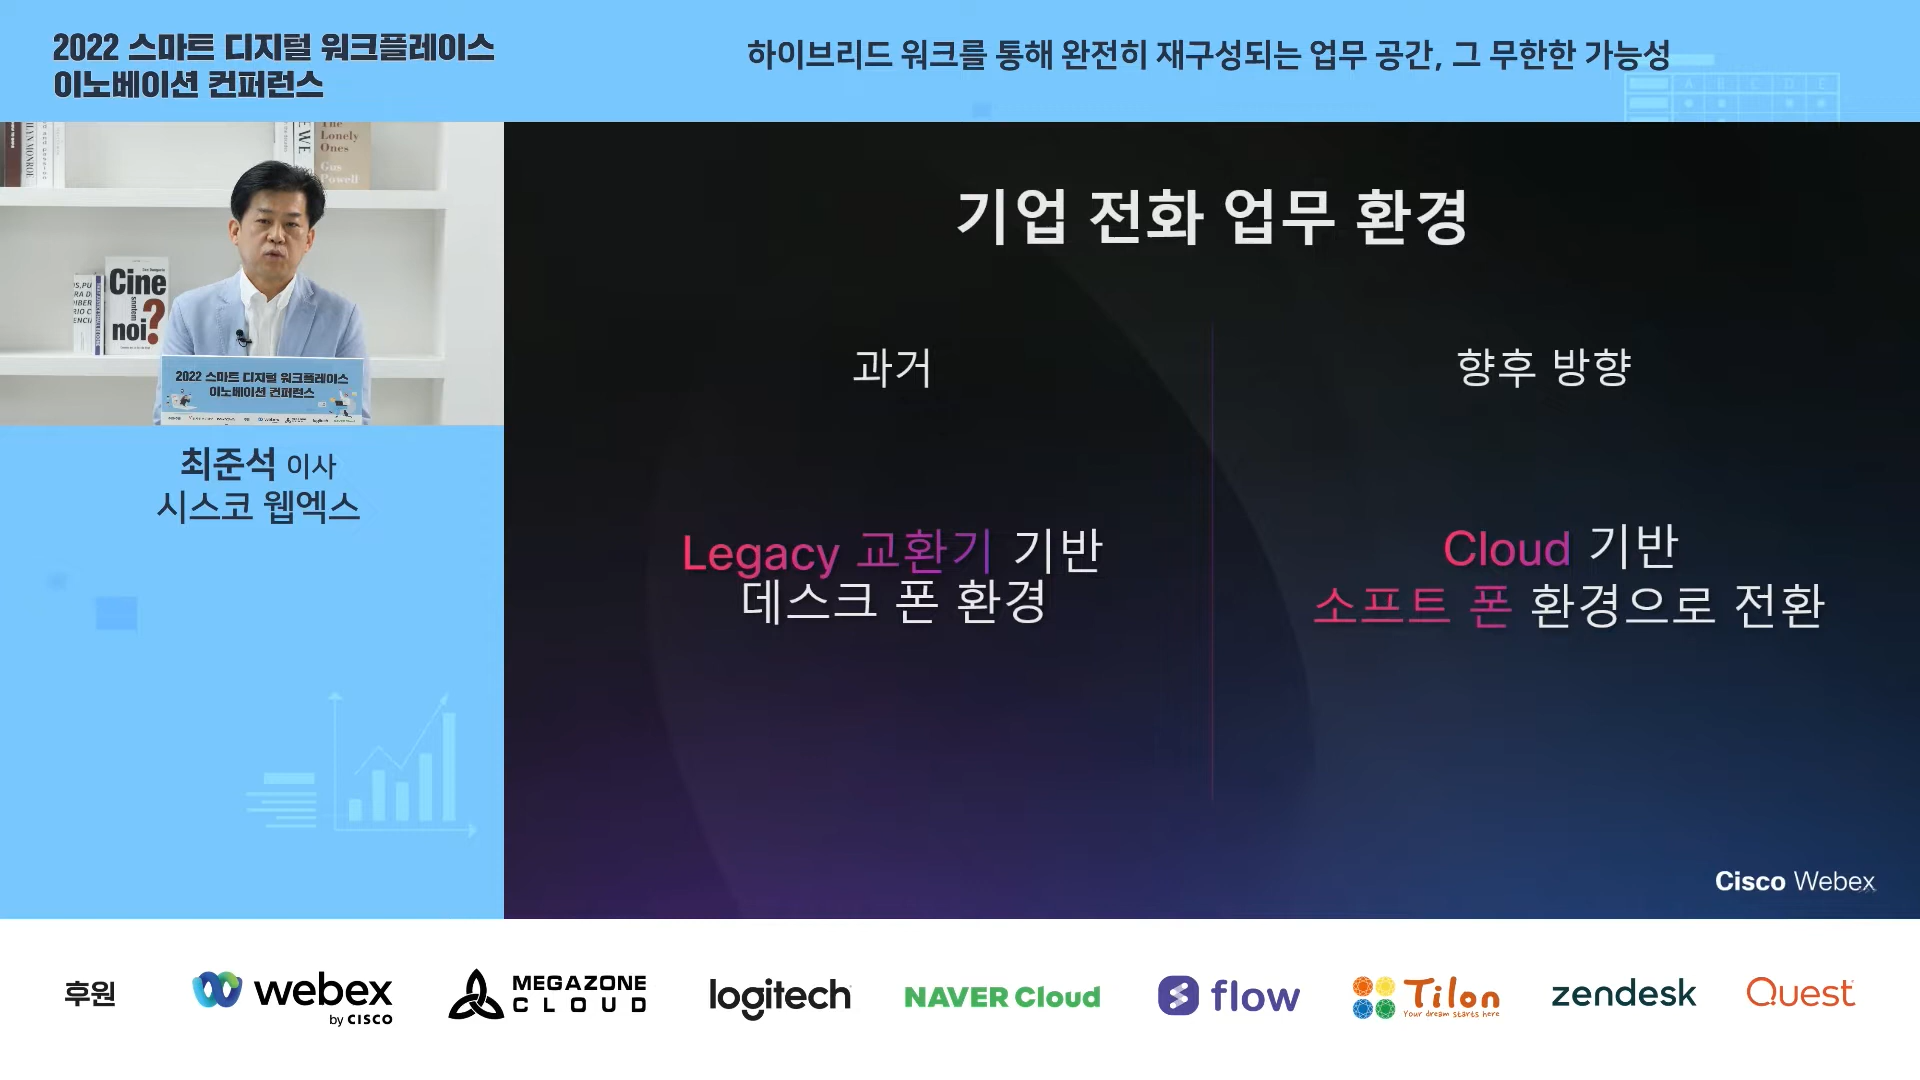 2022 스마트 디지털 워크플레이스
이노베이션 컨퍼런스
하이브리드 워크를 통해 완전히 재구성되는 업무 공간, 그 무한한 가능성
A B C D E
The
Lonely
Ones
Gus
Powell
Cine
noi?
2022 스마트 디지털 워크플레이스
이노베이션 컨퍼런스
최준석 이사
시스코 웹엑스
기업 전화 업무 환경
과거
Legacy 교환기 기반
데스크 폰 환경
향후 방향
Cloud 기반
소프트 폰 환경으로 전환
Cisco Webex
후원
webex
by CISCO
MEGAZONE
CLOUD
logitech
NAVER Cloud
flow
Tilon
Your dream starts here
zendesk
Quest